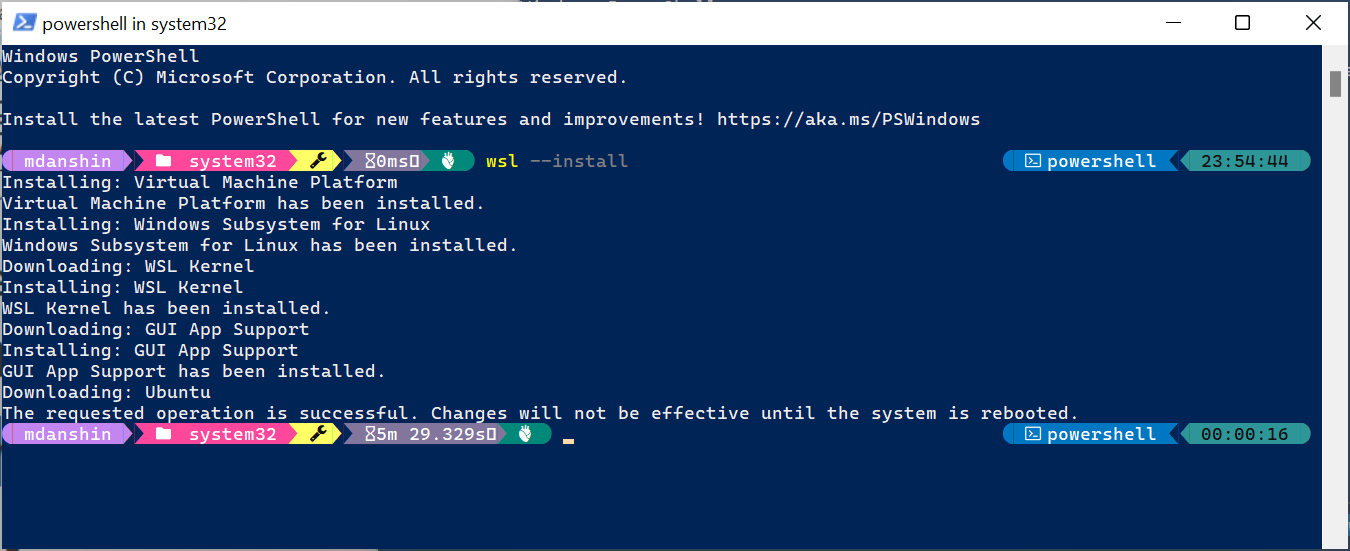 powershell in system32
Windows PowerShell
Copyright (C) Microsoft Corporation. All rights reserved.
Install the latest PowerShell for new features and improvements! https://aka.ms/PSWindows
mdanshin system32 0ms wsl --install powershell 23:54:44
Installing: Virtual Machine Platform
Virtual Machine Platform has been installed.
Installing: Windows Subsystem for Linux
Windows Subsystem for Linux has been installed.
Downloading: WSL Kernel
Installing: WSL Kernel
WSL Kernel has been installed.
Downloading: GUI App Support
Installing: GUI App Support
GUI App Support has been installed.
Downloading: Ubuntu
The requested operation is successful. Changes will not be effective until the system is rebooted.
mdanshin system32 5m 29.329s powershell 00:00:16